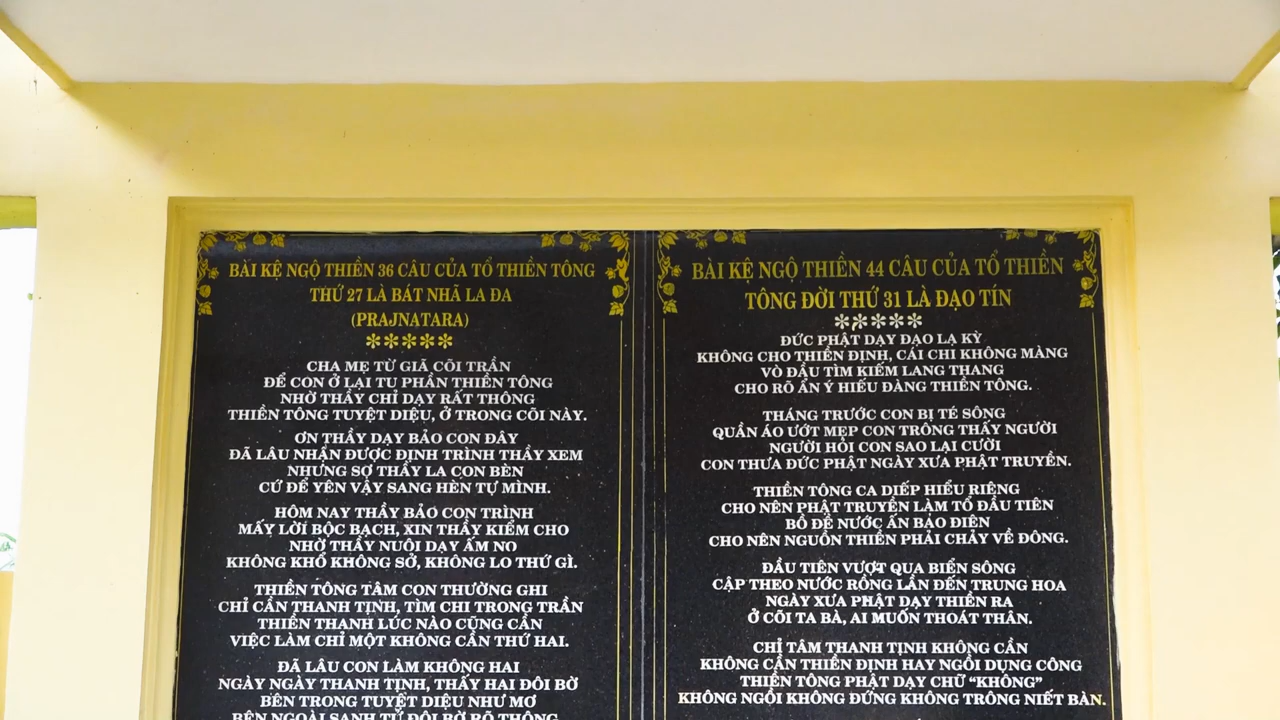 BÀI KỆ NGỘ THIỀN 36 CÂU CỦA TỔ THIỀN TÔNG
THỨ 27 LÀ BÁT NHÃ LA ĐA
(PRAJNATARA)
CHA MẸ TỪ GIÃ CÕI TRẦN
ĐỂ CON Ở LẠI TU PHẦN THIỀN TÔNG
NHỜ THẦY CHỈ DẠY RẤT THÔNG
THIỀN TÔNG TUYỆT DIỆU, Ở TRONG CÕI NÀY.
ƠN THẦY DẠY BẢO CON ĐÂY
ĐÃ LÂU NHẬN ĐƯỢC ĐỊNH TRÌNH THẦY XEM
NHƯNG SỢ THẦY LA CON BÈN
CỨ ĐỂ YÊN VẬY SANG HÈN TỰ MÌNH.
HÔM NAY THẦY BẢO CON TRÌNH
MẤY LỜI BỘC BẠCH, XIN THẦY KIỂM CHO
NHỜ THẦY NUÔI DẠY ẤM NO
KHÔNG KHỔ KHÔNG SỞ, KHÔNG LO THỨ GÌ.
THIỀN TÔNG TÂM CON THƯỜNG GHI
CHỈ CẦN THANH TỊNH, TÌM CHI TRONG TRẦN
THIỀN THANH LÚC NÀO CŨNG CẦN
VIỆC LÀM CHỈ MỘT KHÔNG CẦN THỨ HAI.
ĐÃ LÂU CON LÀM KHÔNG HAI
NGÀY NGÀY THANH TỊNH, THẤY HAI ĐÔI BỜ
BÊN TRONG TUYỆT DIỆU NHƯ MƠ
BÊN NGOÀI SANH TỬ ĐÔI BỜ RÕ THÔNG
BÀI KỆ NGỘ THIỀN 44 CÂU CỦA TỔ THIỀN
TÔNG ĐỜI THỨ 31 LÀ ĐẠO TÍN
ĐỨC PHẬT DẠY ĐẠO LẠ KỲ
KHÔNG CHO THIỀN ĐỊNH, CÁI CHI KHÔNG MÀNG
VÒ ĐẦU TÌM KIẾM LANG THANG
CHO RÕ ẨN Ý HIẾU ĐÀNG THIỀN TÔNG.
THÁNG TRƯỚC CON BỊ TÉ SÔNG
QUẦN ÁO ƯỚT MẸP CON TRÔNG THẤY NGƯỜI
NGƯỜI HỎI CON SAO LẠI CƯỜI
CON THƯA ĐỨC PHẬT NGÀY XƯA PHẬT TRUYỀN.
THIỀN TÔNG CA DIẾP HIỂU RIÊNG
CHO NÊN PHẬT TRUYỀN LÀM TỔ ĐẦU TIÊN
BỒ ĐỀ NƯỚC ẤN BẢO ĐIỆN
CHO NÊN NGUỒN THIỀN PHẢI CHẢY VỀ ĐÔNG.
ĐẦU TIÊN VƯỢT QUA BIỂN SÔNG
CẬP THEO NƯỚC RỒNG LẦN ĐẾN TRUNG HOA
NGÀY XƯA PHẬT DẠY THIỀN RA
Ở CÕI TA BÀ, AI MUỐN THOÁT THÂN.
CHỈ TÂM THANH TỊNH KHÔNG CẦN
KHÔNG CẦN THIỀN ĐỊNH HAY NGỒI DỤNG CÔNG
THIỀN TÔNG PHẬT DẠY CHỮ “KHÔNG”
KHÔNG NGỒI KHÔNG ĐỨNG KHÔNG TRÔNG NIẾT BÀN.